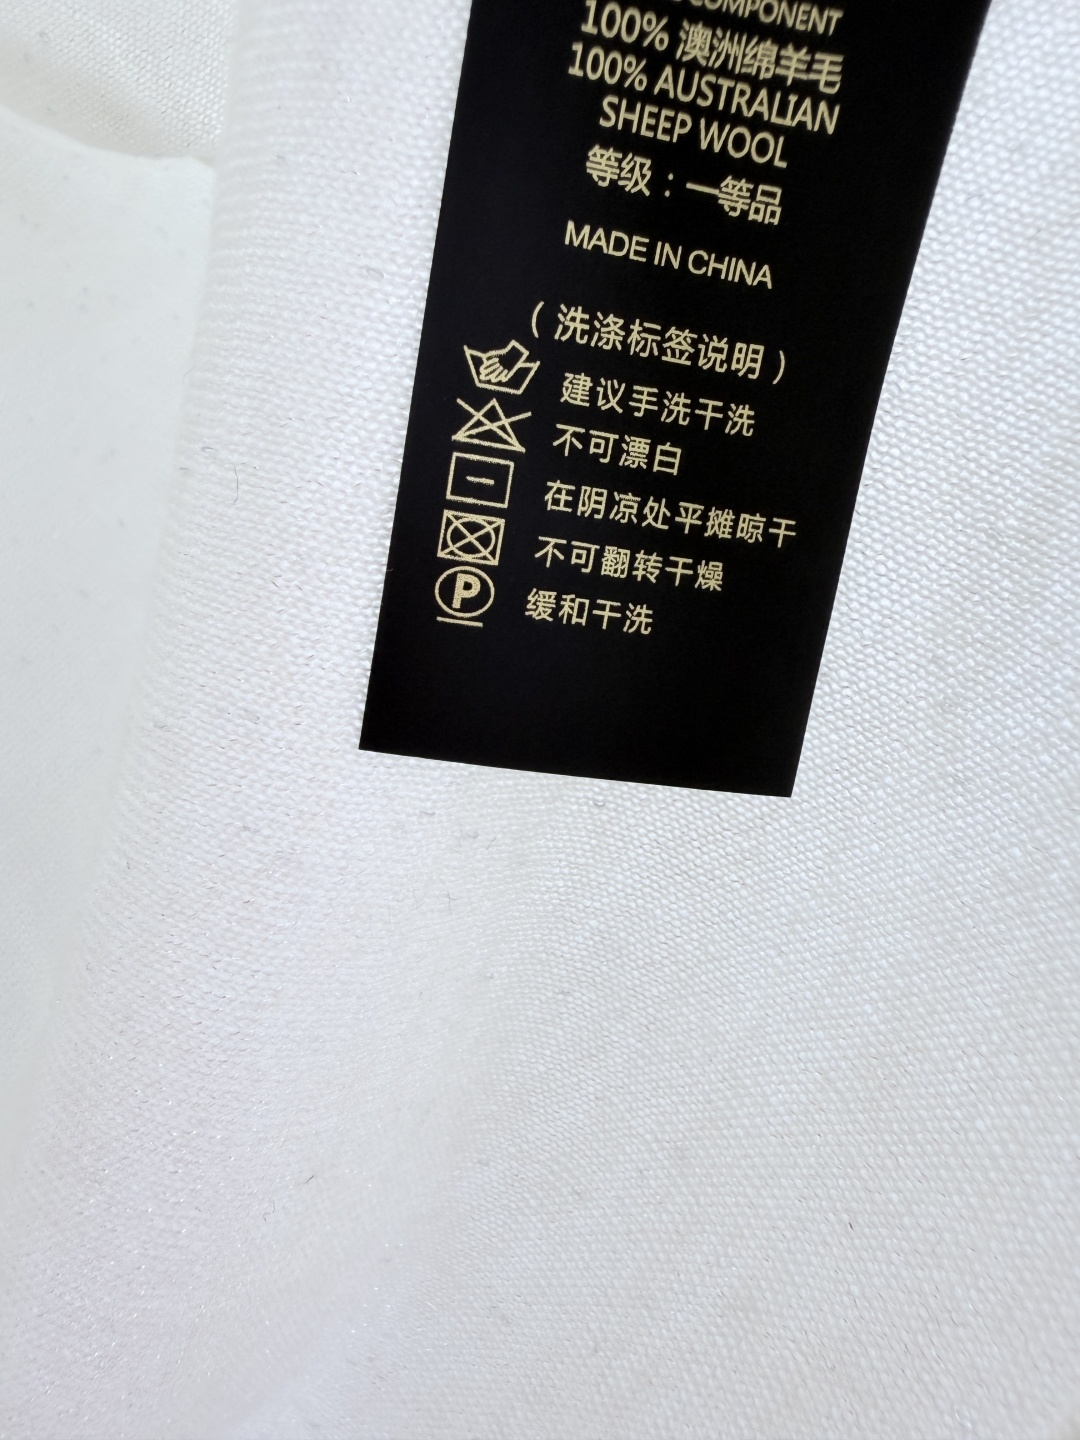 COMPONENT
100% 澳洲绵羊毛
100% AUSTRALIAN
SHEEP WOOL
等级：一等品
MADE IN CHINA
（洗涤标签说明）
建议手洗干洗
不可漂白
在阴凉处平摊晾干
不可翻转干燥
P 缓和干洗